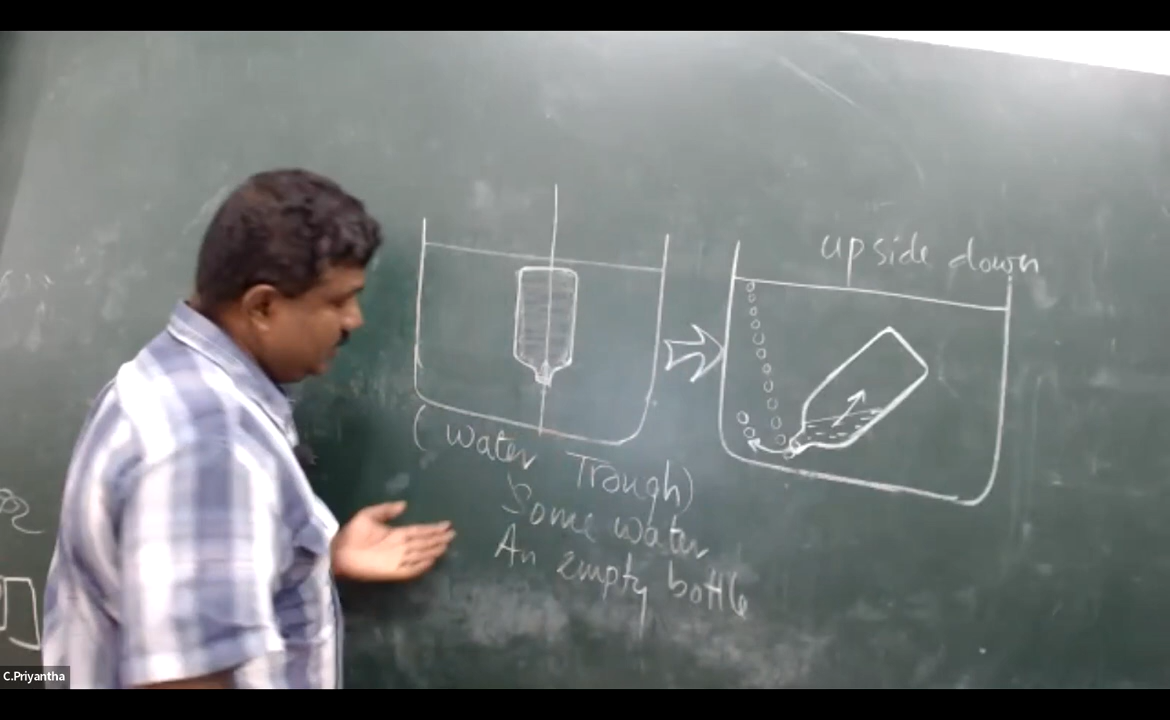 upside down
(Water Trough)
Some water
An empty bottle
C.Priyantha